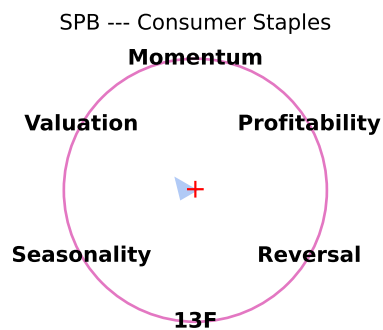 SPB --- Consumer Staples
Momentum
Valuation
Profitability
Seasonality
Reversal
13F